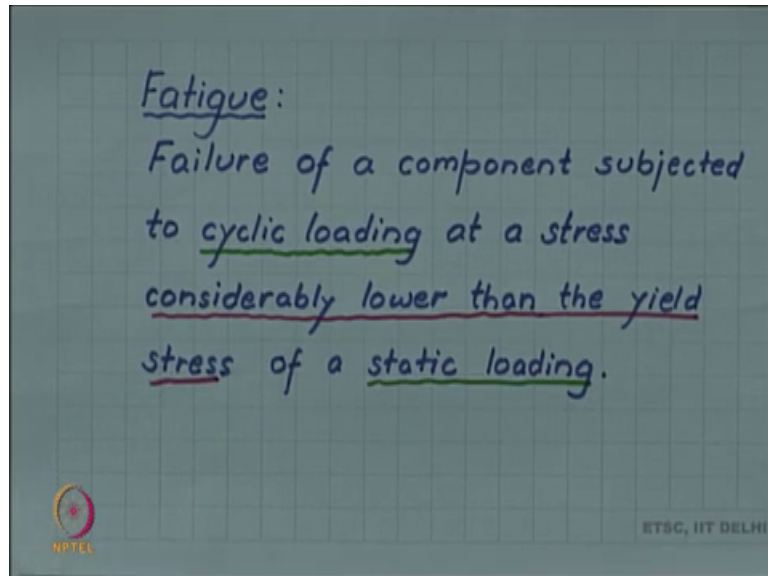 Fatigue:
Failure of a component subjected
to cyclic loading at a stress
considerably lower than the yield
stress of a static loading.
NPTEL
ETSC, IIT DELHI